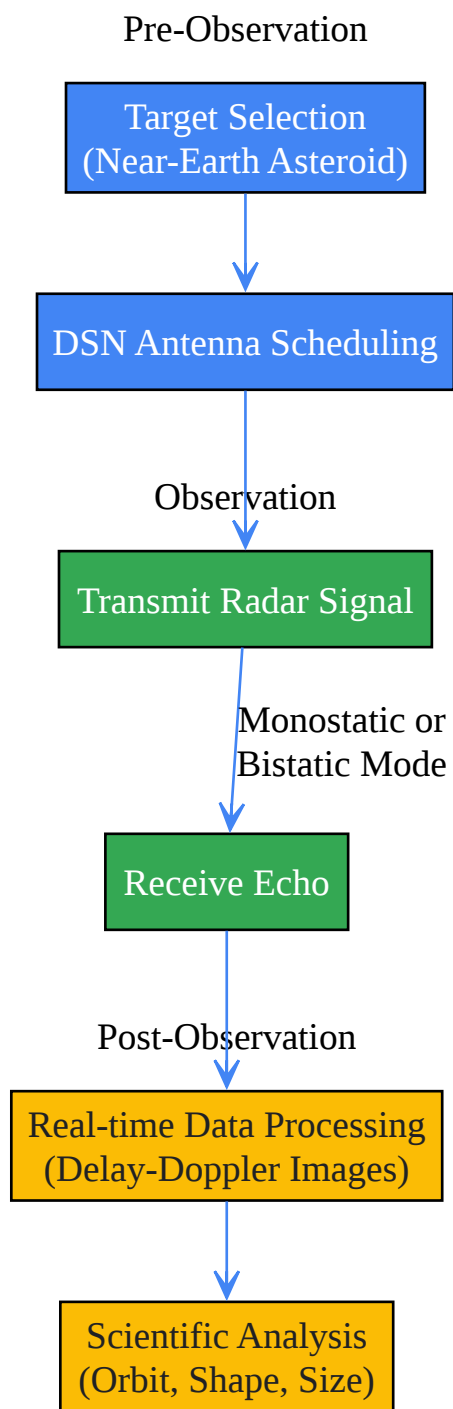 Pre-Observation
Target Selection
(Near-Earth Asteroid)
DSN Antenna Scheduling
Observation
Transmit Radar Signal
Monostatic or
Bistatic Mode
Receive Echo
Post-Observation
Real-time Data Processing
(Delay-Doppler Images)
Scientific Analysis
(Orbit, Shape, Size)